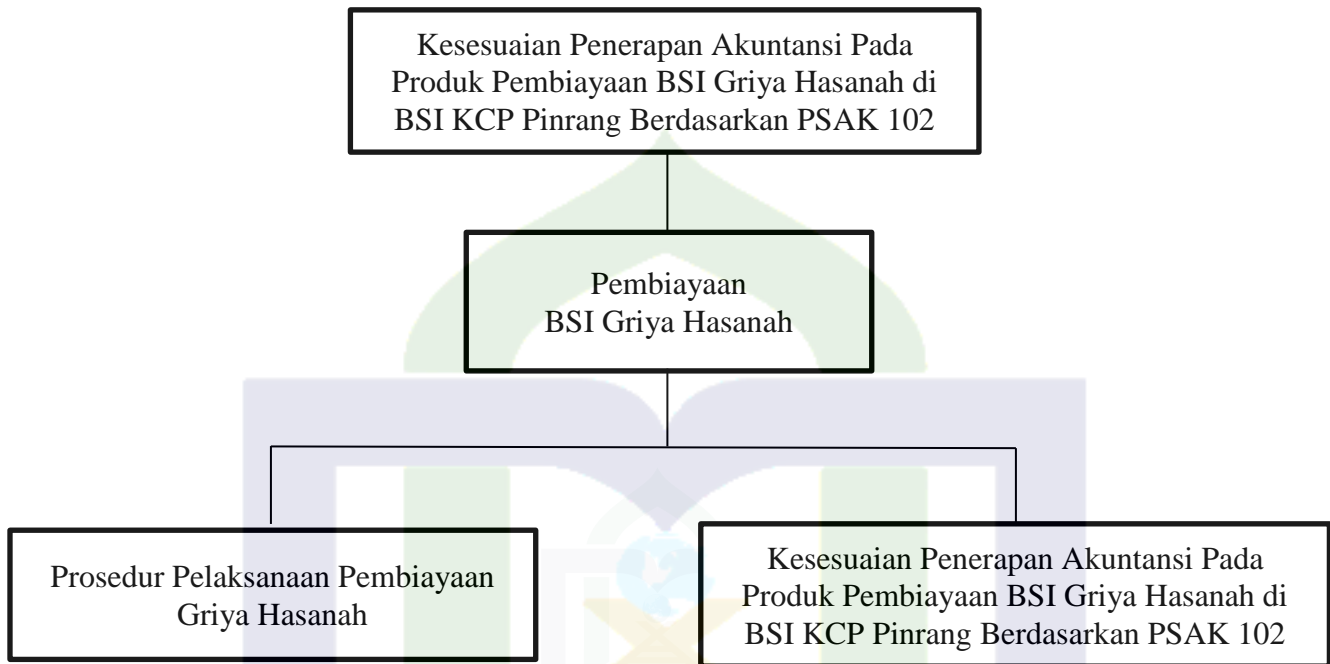 Kesesuaian Penerapan Akuntansi Pada
Produk Pembiayaan BSI Griya Hasanah di
BSI KCP Pinrang Berdasarkan PSAK 102
Pembiayaan
BSI Griya Hasanah
Prosedur Pelaksanaan Pembiayaan
Griya Hasanah
Kesesuaian Penerapan Akuntansi Pada
Produk Pembiayaan BSI Griya Hasanah di
BSI KCP Pinrang Berdasarkan PSAK 102